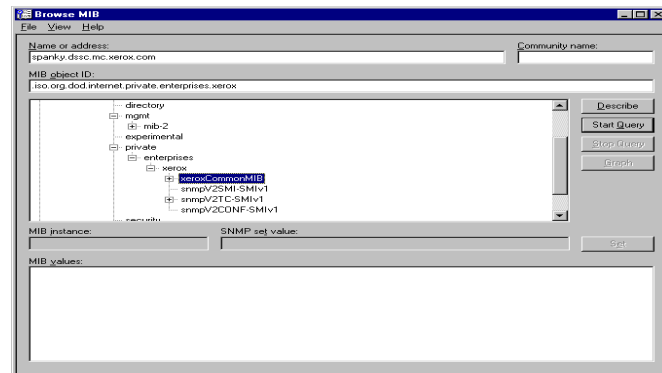 Browse MIB
File View Help
Name or address:
Community name:
spanky.dssc.mc.xerox.com
MIB object ID:
.iso.org.dod.internet.private.enterprises.xerox
directory
mgmt
mib-2
experimental
private
enterprises
xerox
xeroxCommonMIB
snmpV2SMI-SMIv1
snmpV2TC-SMIv1
snmpV2CONF-SMIv1
security
Describe
Start Query
Stop Query
Graph
MIB instance:
SNMP set value:
Set
MIB values: